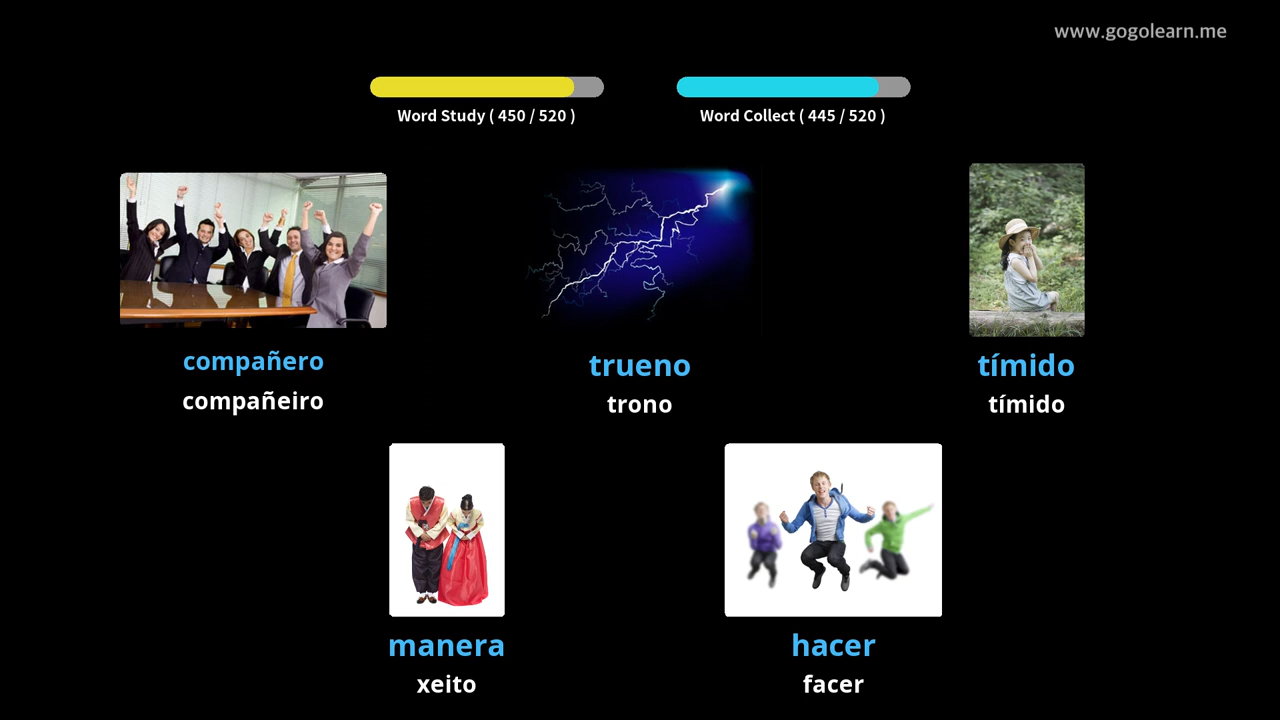 www.gogolearn.me
Word Study ( 450 / 520 )
Word Collect ( 445 / 520 )
compañero
compañeiro
trueno
trono
tímido
tímido
manera
xeito
hacer
facer